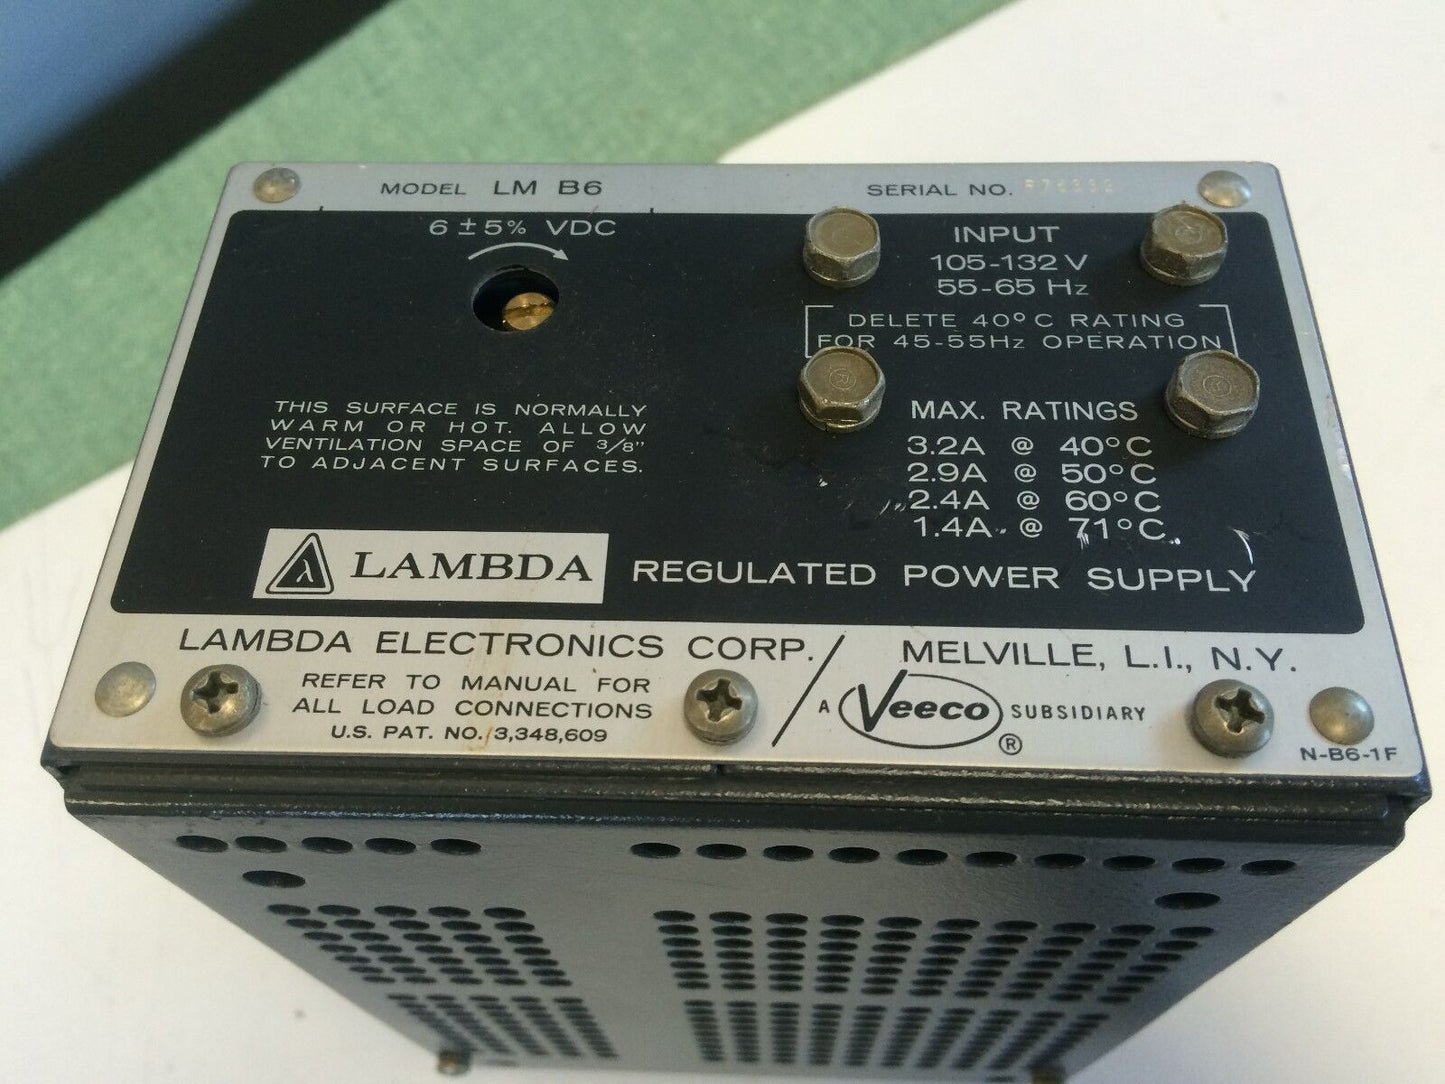 MODEL LM B6
SERIAL NO.
6 ±5% VDC
INPUT
105-132 V
55-65 Hz
DELETE 40°C RATING
FOR 45-55Hz OPERATION
THIS SURFACE IS NORMALLY
WARM OR HOT. ALLOW
VENTILATION SPACE OF 3/8"
TO ADJACENT SURFACES.
MAX. RATINGS
3.2A @ 40°C
2.9A @ 50°C
2.4A @ 60°C
1.4A @ 71°C
λ LAMBDA REGULATED POWER SUPPLY
LAMBDA ELECTRONICS CORP. / MELVILLE, L.I., N.Y.
REFER TO MANUAL FOR
ALL LOAD CONNECTIONS
U.S. PAT. NO. 3,348,609
A Veeco SUBSIDIARY
®
N-B6-1F